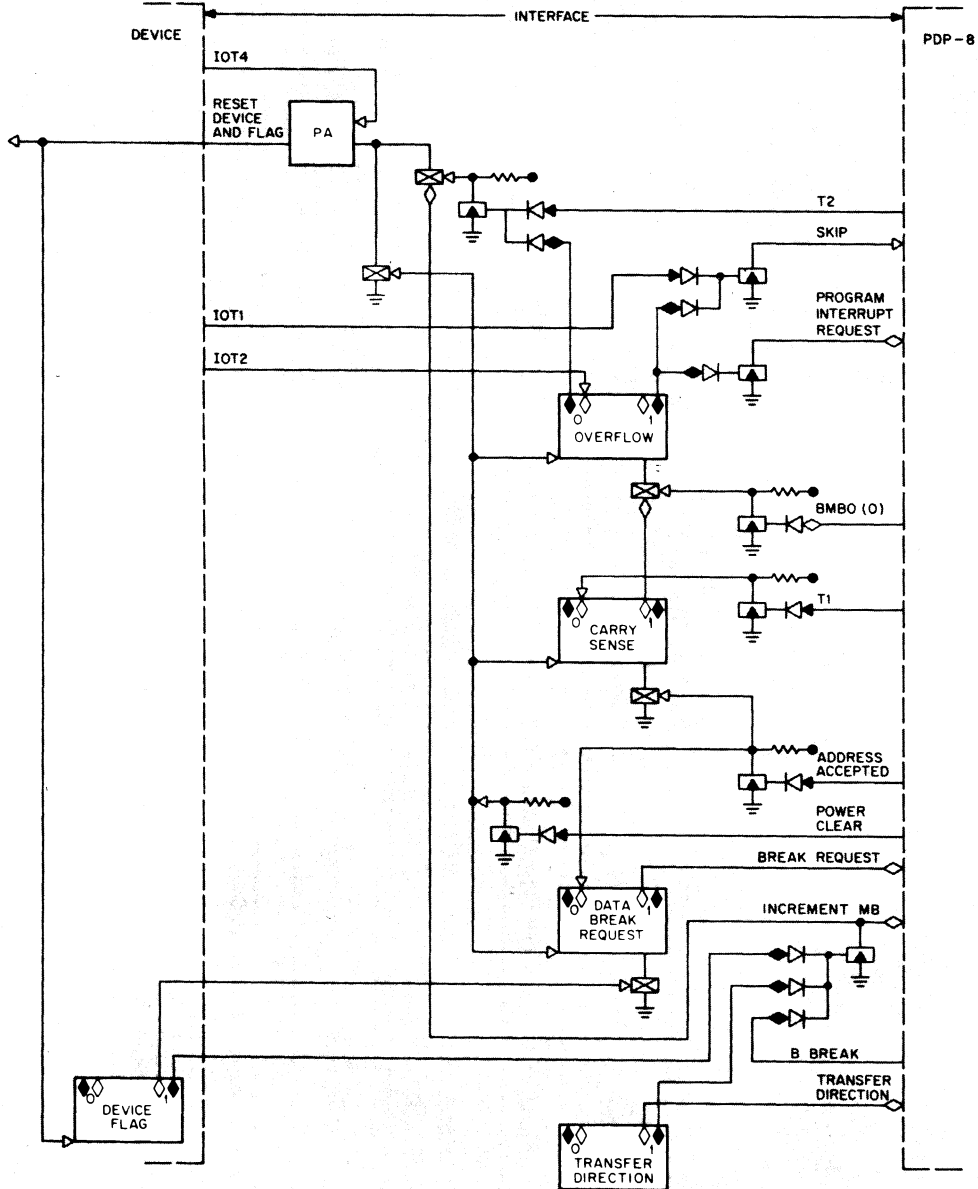 INTERFACE
DEVICE
PDP-8
IOT4
RESET
DEVICE
AND FLAG
PA
T2
SKIP
PROGRAM
INTERRUPT
REQUEST
IOT1
IOT2
0 1
OVERFLOW
BMBO (0)
T1
0 1
CARRY
SENSE
ADDRESS
ACCEPTED
POWER
CLEAR
BREAK REQUEST
0 1
DATA
BREAK
REQUEST
INCREMENT MB
B BREAK
TRANSFER
DIRECTION
0 1
DEVICE
FLAG
0 1
TRANSFER
DIRECTION